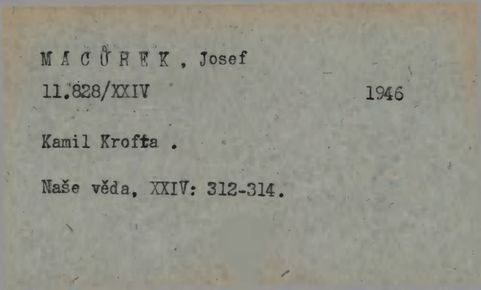 M A C Ů R E K , Josef
11.828/XXIV 1946
Kamil Krofta .
Naše věda, XXIV: 312-314.